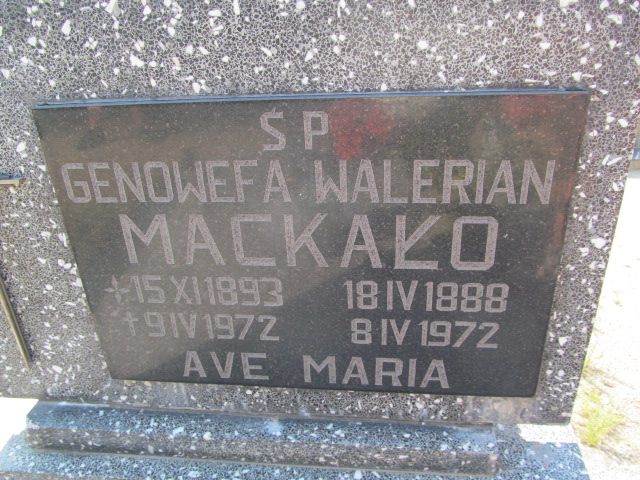 ŚP
GENOWEFA WALERIAN
MACKAŁO
*15 XI 1893 18 IV 1888
+9 IV 1972 8 IV 1972
AVE MARIA